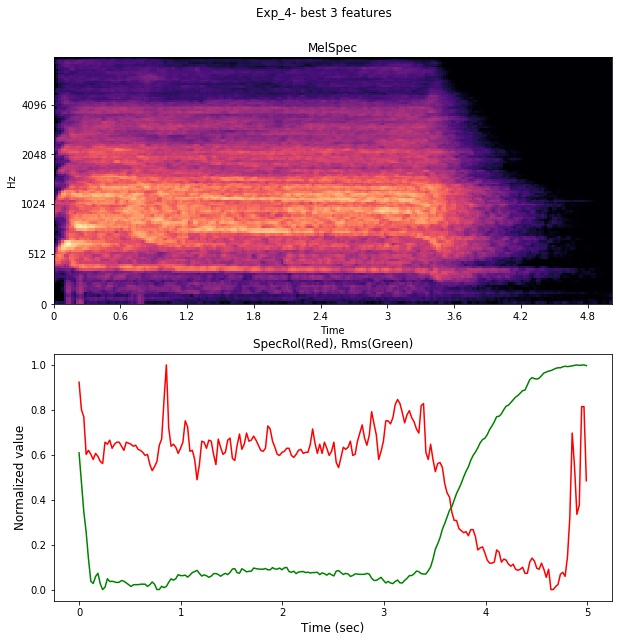 Exp_4- best 3 features
MelSpec
4096
2048
1024
512
0
Hz
0 0.6 1.2 1.8 2.4 3 3.6 4.2 4.8
Time
SpecRol(Red), Rms(Green)
1.0
0.8
0.6
0.4
0.2
0.0
Normalized value
0 1 2 3 4 5
Time (sec)